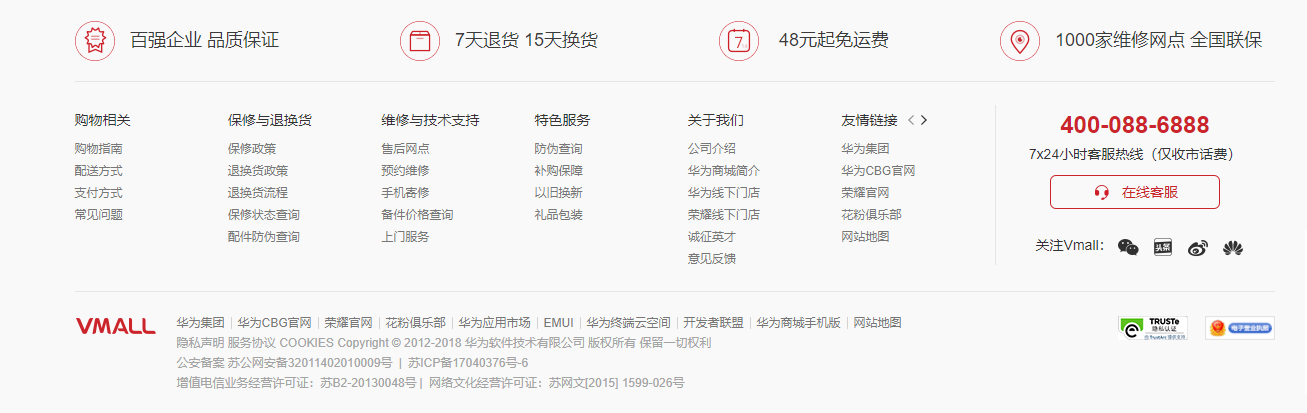 百强企业 品质保证
7天退货 15天换货
7
48元起免运费
1000家维修网点 全国联保
购物相关
购物指南
配送方式
支付方式
常见问题
保修与退换货
保修政策
退换货政策
退换货流程
保修状态查询
配件防伪查询
维修与技术支持
售后网点
预约维修
手机寄修
备件价格查询
上门服务
特色服务
防伪查询
补购保障
以旧换新
礼品包装
关于我们
公司介绍
华为商城简介
华为线下门店
荣耀线下门店
诚征英才
意见反馈
友情链接 < >
华为集团
华为CBG官网
荣耀官网
花粉俱乐部
网站地图
400-088-6888
7x24小时客服热线（仅收市话费）
在线客服
关注Vmall：
头条
VMALL
华为集团 | 华为CBG官网 | 荣耀官网 | 花粉俱乐部 | 华为应用市场 | EMUI | 华为终端云空间 | 开发者联盟 | 华为商城手机版 | 网站地图
隐私声明 服务协议 COOKIES Copyright © 2012-2018 华为软件技术有限公司 版权所有 保留一切权利
公安备案 苏公网安备32011402010009号 | 苏ICP备17040376号-6
增值电信业务经营许可证：苏B2-20130048号 | 网络文化经营许可证：苏网文[2015] 1599-026号
TRUSTe
隐私认证
由 TrustArc 提供支持
电子营业执照